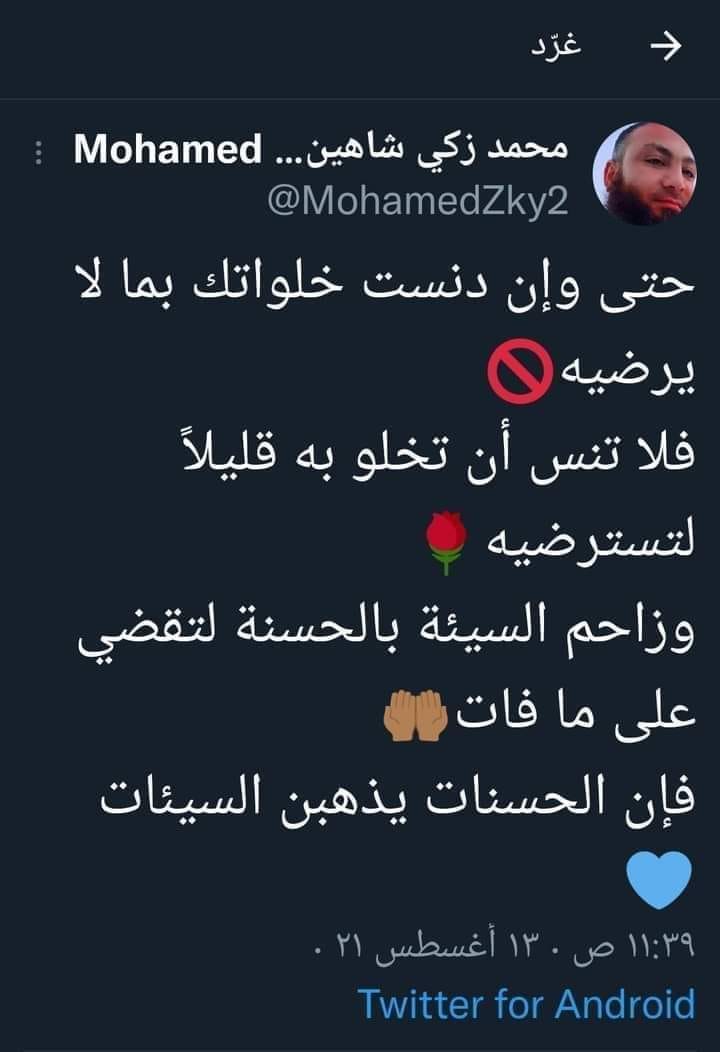 غرّد
محمد زكي شاهين... Mohamed
@MohamedZky2
حتى وإن دنست خلواتك بما لا
يرضيه🚫
فلا تنس أن تخلو به قليلاً
لتسترضيه 🌹
وزاحم السيئة بالحسنة لتقضي
على ما فات🤲🏽
فإن الحسنات يذهبن السيئات
💙
١١:٣٩ ص · ١٣ أغسطس ٢١ ·
Twitter for Android